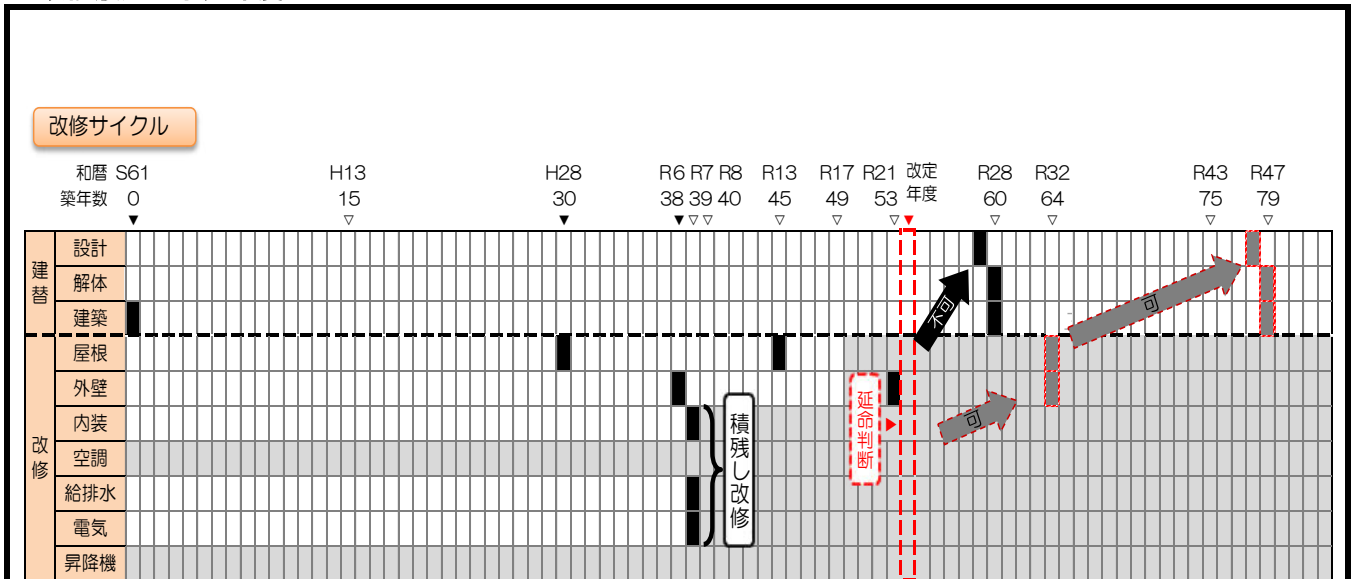 改修サイクル
和暦 S61 H13 H28 R6 R7 R8 R13 R17 R21 改定年度 R28 R32 R43 R47
築年数 0 15 30 38 39 40 45 49 53 60 64 75 79
建替
設計
解体
建築
不可
可
改修
屋根
外壁
内装
空調
給排水
電気
昇降機
積残し改修
延命判断
可